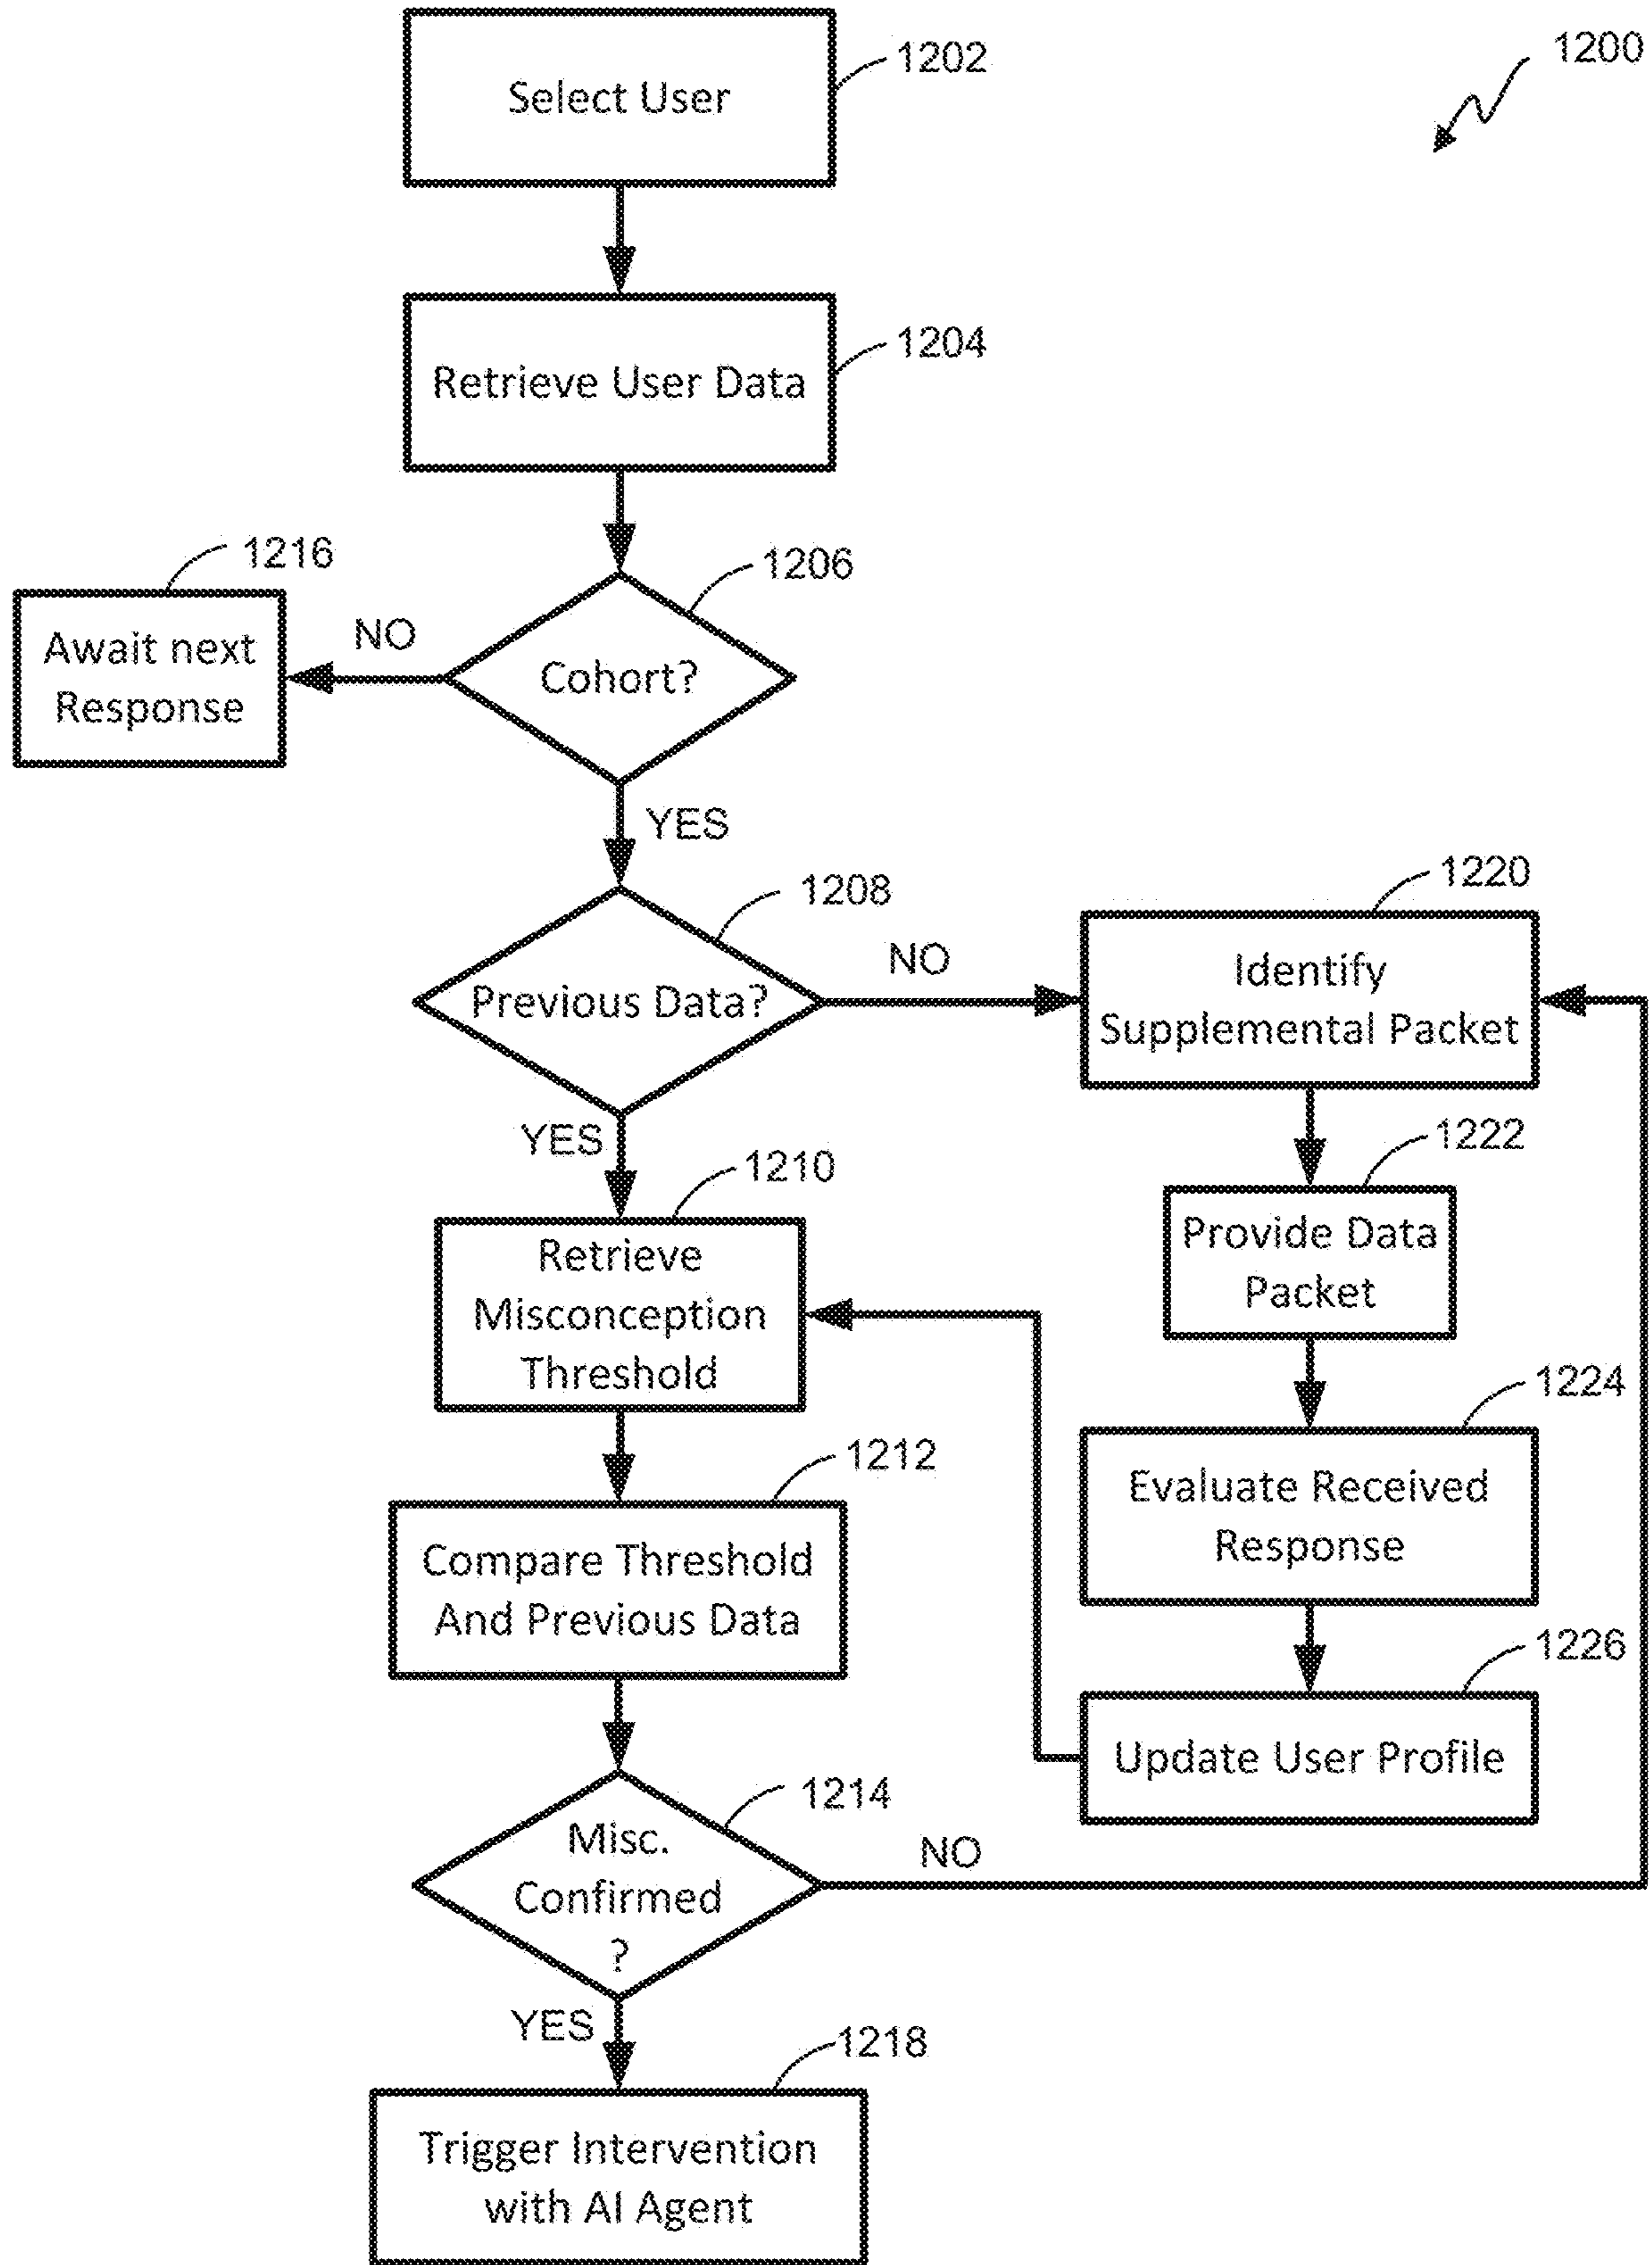 1200
Select User
1202
Retrieve User Data
1204
1216
Await next
Response
NO
Cohort?
1206
YES
Previous Data?
1208
NO
1220
Identify
Supplemental Packet
YES
1210
Retrieve
Misconception
Threshold
1222
Provide Data
Packet
1212
Compare Threshold
And Previous Data
1224
Evaluate Received
Response
1226
Update User Profile
1214
Misc.
Confirmed
?
NO
YES
1218
Trigger Intervention
with AI Agent